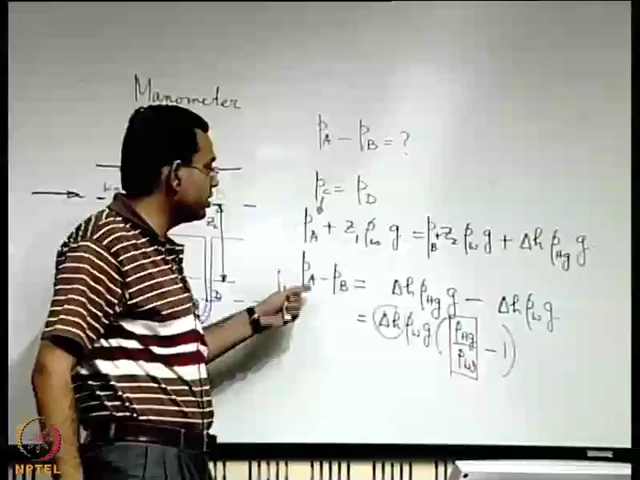 Manometer
p_A − p_B = ?
p_C = p_D
p_A + z_1 ρ_w g = p_B + z_2 ρ_w g + Δh ρ_Hg g
p_A − p_B = Δh ρ_Hg g − Δh ρ_w g
= Δh ρ_w g ( ρ_Hg / ρ_w − 1 )
z_2
D
NPTEL